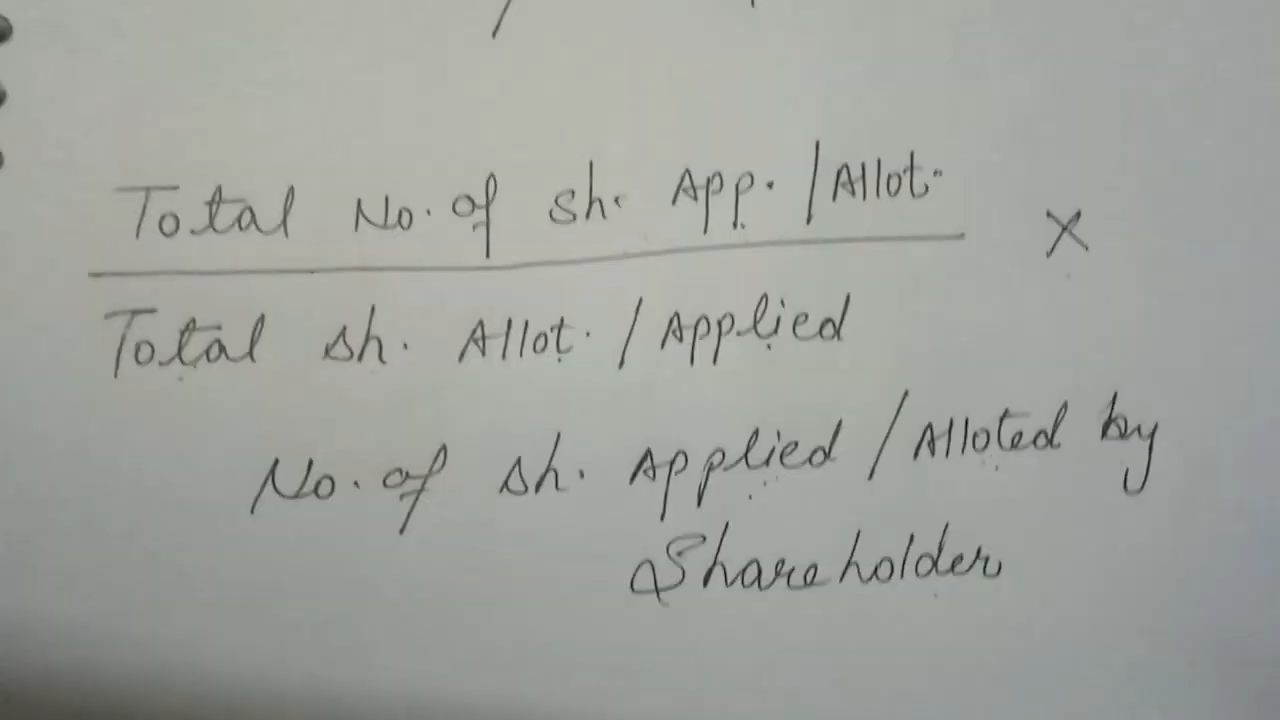 Total No. of sh. App. / Allot.
X
Total sh. Allot. / Applied
No. of sh. Applied / Alloted by
Shareholder